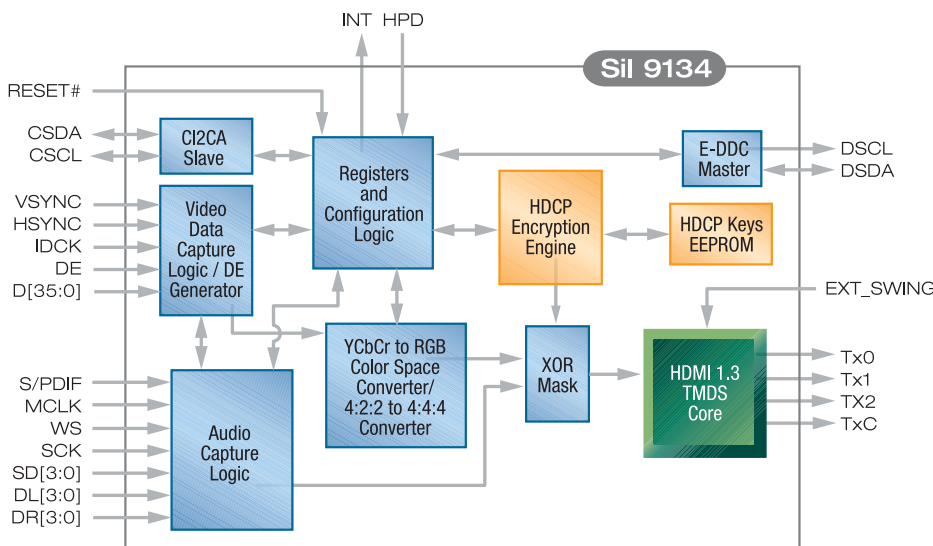 INT HPD
SiI 9134
RESET#
CSDA
CSCL
CI2CA
Slave
Registers
and
Configuration
Logic
E-DDC
Master
DSCL
DSDA
VSYNC
HSYNC
IDCK
DE
D[35:0]
Video
Data
Capture
Logic / DE
Generator
HDCP
Encryption
Engine
HDCP Keys
EEPROM
EXT_SWING
YCbCr to RGB
Color Space
Converter/
4:2:2 to 4:4:4
Converter
XOR
Mask
HDMI 1.3
TMDS
Core
Tx0
Tx1
TX2
TxC
S/PDIF
MCLK
WS
SCK
SD[3:0]
DL[3:0]
DR[3:0]
Audio
Capture
Logic